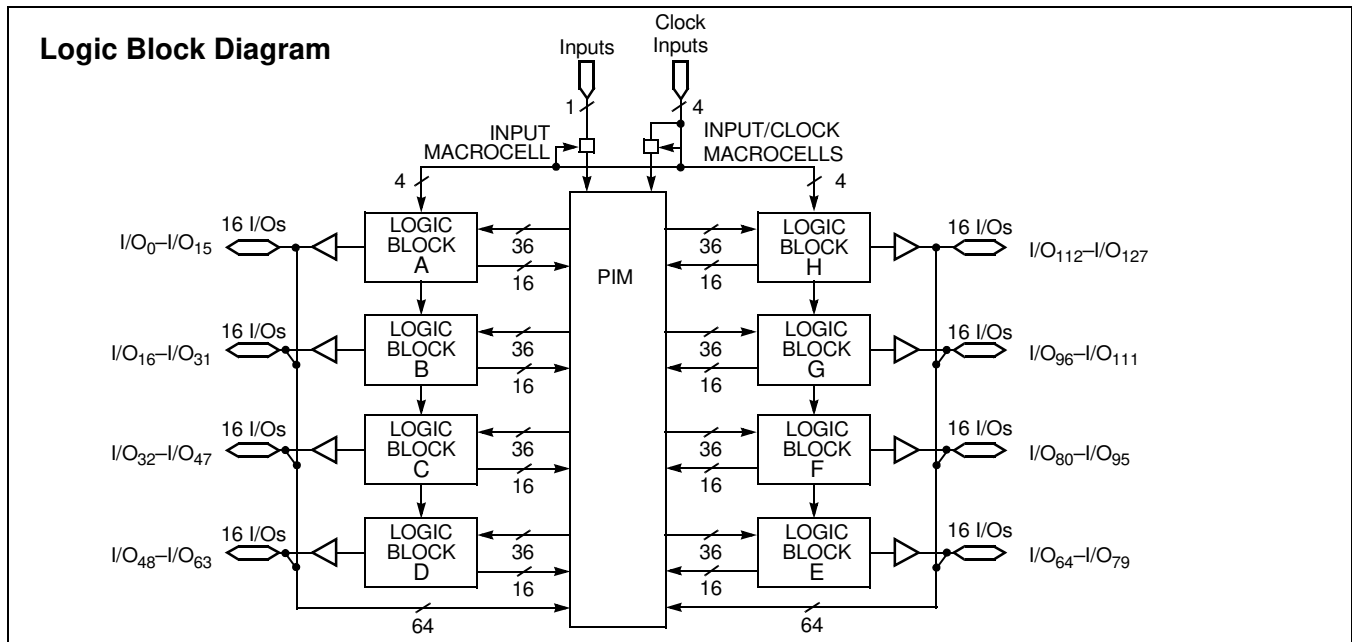 Logic Block Diagram
Inputs
Clock
Inputs
1
4
INPUT
MACROCELL
INPUT/CLOCK
MACROCELLS
4
4
PIM
I/O0–I/O15
16 I/Os
LOGIC
BLOCK
A
36
16
36
16
LOGIC
BLOCK
H
16 I/Os
I/O112–I/O127
I/O16–I/O31
16 I/Os
LOGIC
BLOCK
B
36
16
36
16
LOGIC
BLOCK
G
16 I/Os
I/O96–I/O111
I/O32–I/O47
16 I/Os
LOGIC
BLOCK
C
36
16
36
16
LOGIC
BLOCK
F
16 I/Os
I/O80–I/O95
I/O48–I/O63
16 I/Os
LOGIC
BLOCK
D
36
16
36
16
LOGIC
BLOCK
E
16 I/Os
I/O64–I/O79
64
64